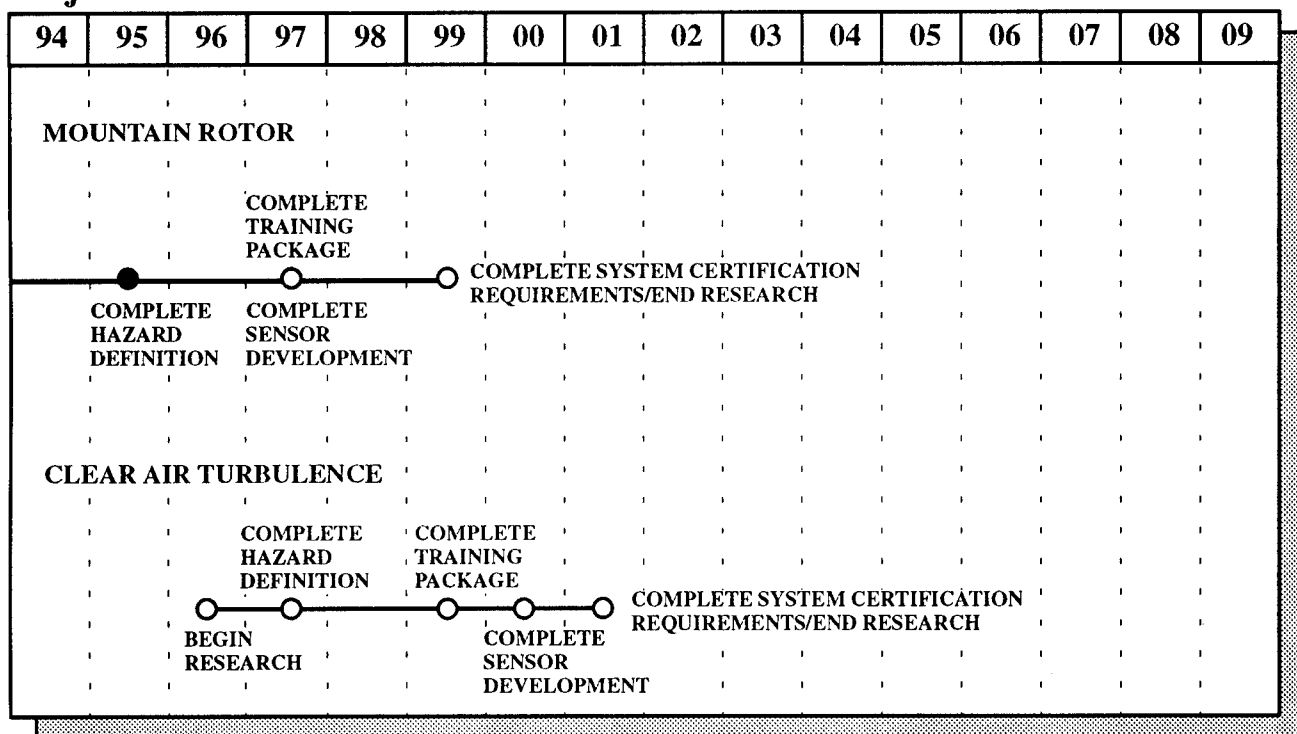 94 95 96 97 98 99 00 01 02 03 04 05 06 07 08 09
MOUNTAIN ROTOR
COMPLETE
TRAINING
PACKAGE
COMPLETE SYSTEM CERTIFICATION
REQUIREMENTS/END RESEARCH
COMPLETE
HAZARD
DEFINITION
COMPLETE
SENSOR
DEVELOPMENT
CLEAR AIR TURBULENCE
COMPLETE
HAZARD
DEFINITION
COMPLETE
TRAINING
PACKAGE
COMPLETE SYSTEM CERTIFICATION
REQUIREMENTS/END RESEARCH
BEGIN
RESEARCH
COMPLETE
SENSOR
DEVELOPMENT